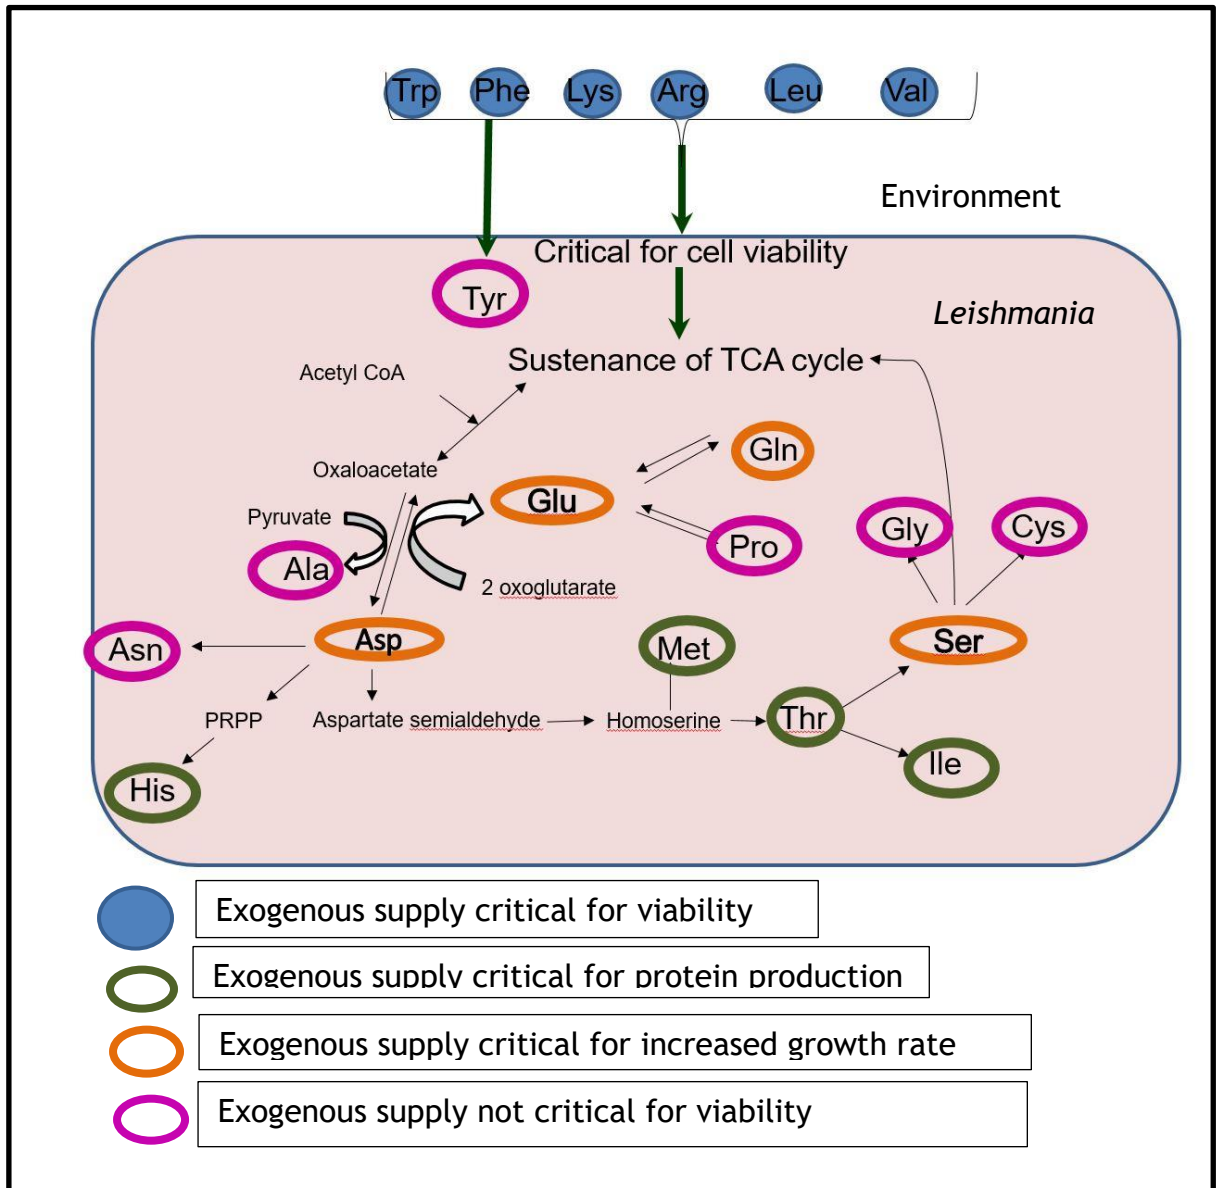 Trp Phe Lys Arg Leu Val
Environment
Critical for cell viability
Tyr
Leishmania
Sustenance of TCA cycle
Acetyl CoA
Gln
Oxaloacetate
Glu
Pyruvate
Gly
Cys
Pro
Ala
2 oxoglutarate
Asn
Asp
Met
Ser
PRPP
Aspartate semialdehyde
Homoserine
Thr
His
Ile
Exogenous supply critical for viability
Exogenous supply critical for protein production
Exogenous supply critical for increased growth rate
Exogenous supply not critical for viability